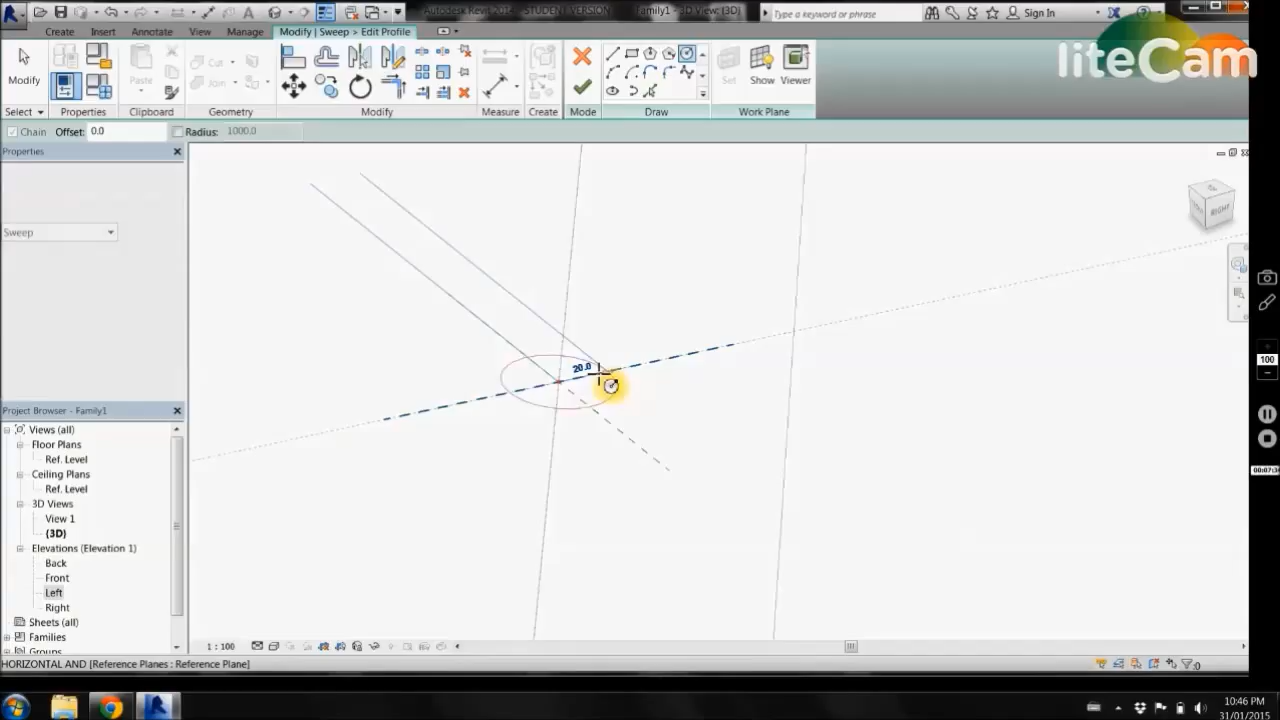 Autodesk Revit 2014 - STUDENT VERSION - Family1 - 3D View: {3D}
Type a keyword or phrase
Sign In
Create Insert Annotate View Manage Modify | Sweep > Edit Profile
liteCam
Modify
Paste
Cut
Join
Set Show Viewer
Select Properties Clipboard Geometry Modify Measure Create Mode Draw Work Plane
Chain Offset: 0.0 Radius: 1000.0
Properties
RIGHT
Sweep
20.0
100
Project Browser - Family1
Views (all)
Floor Plans
Ref. Level
Ceiling Plans
Ref. Level
3D Views
View 1
{3D}
Elevations (Elevation 1)
Back
Front
Left
Right
Sheets (all)
Families
Groups
1 : 100
HORIZONTAL AND [Reference Planes : Reference Plane]
:0
10:46 PM
31/01/2015